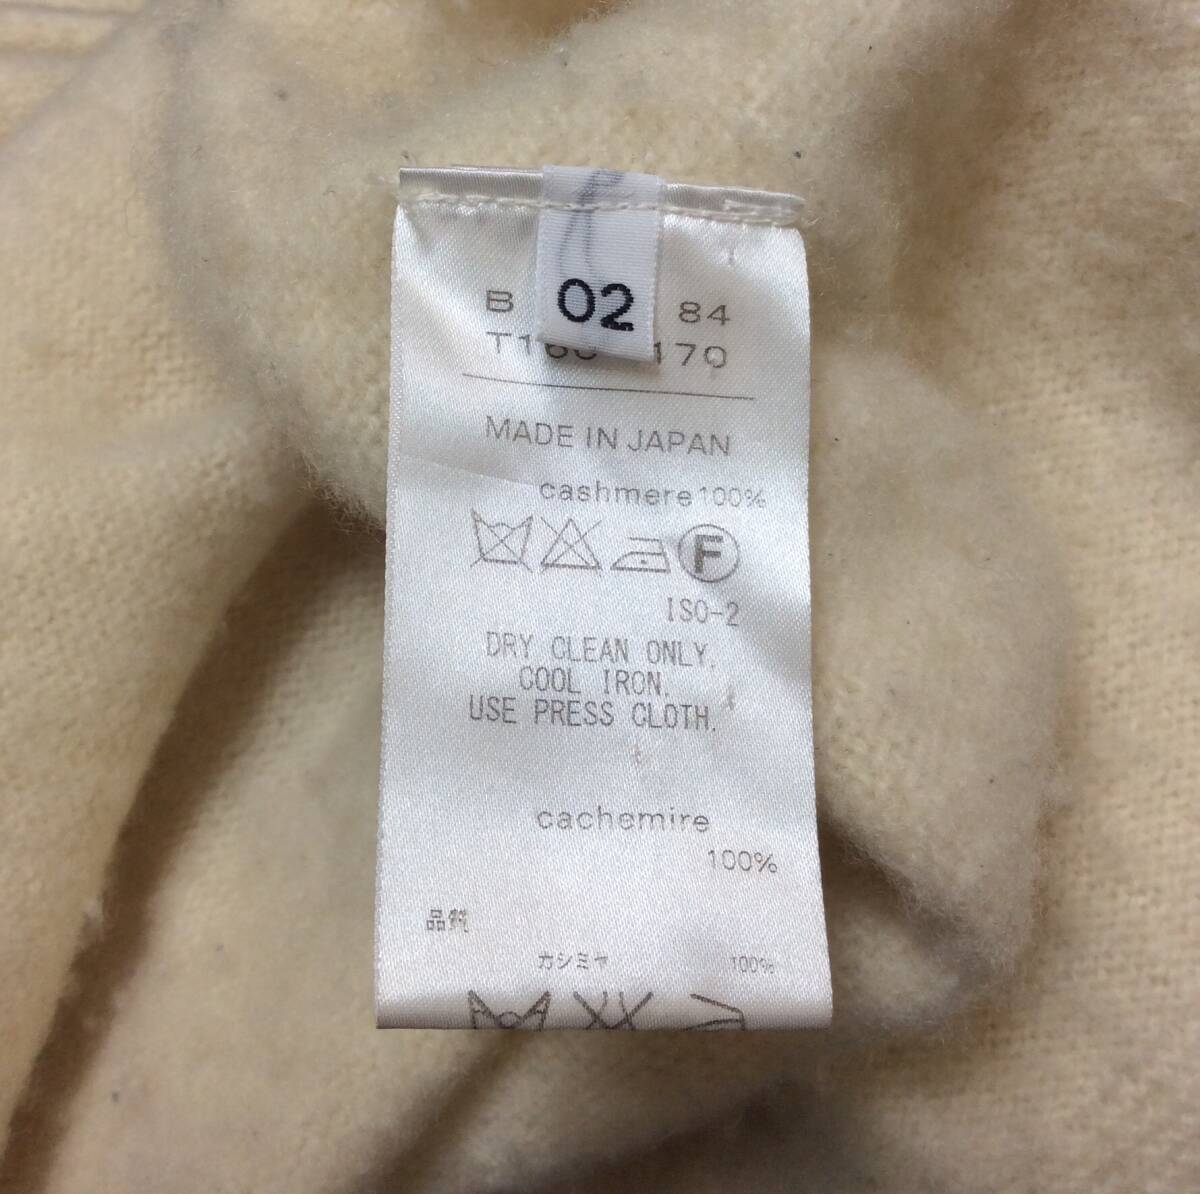 B 02 84
T160 170
MADE IN JAPAN
cashmere 100%
F
ISO-2
DRY CLEAN ONLY.
COOL IRON.
USE PRESS CLOTH.
cachemire
100%
品質
カシミヤ 100%